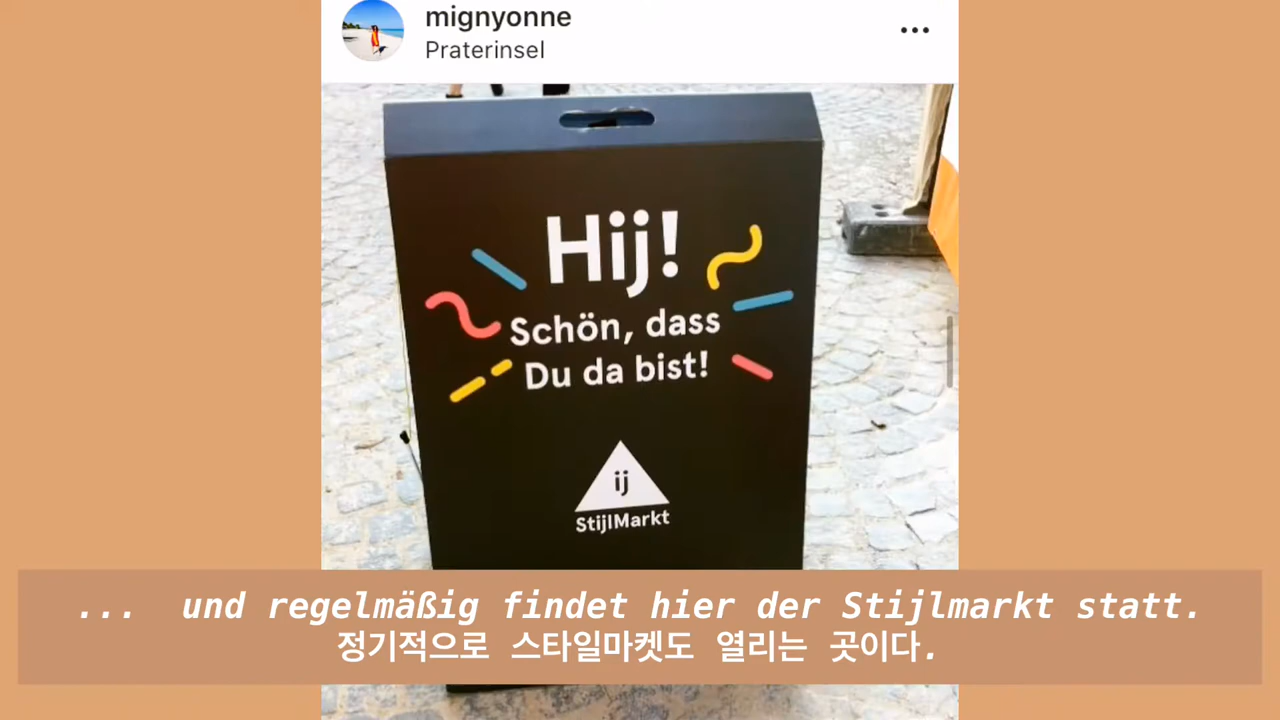 mignyonne
Praterinsel
Hij!
Schön, dass
Du da bist!
ij
StijlMarkt
... und regelmäßig findet hier der Stijlmarkt statt.
정기적으로 스타일마켓도 열리는 곳이다.